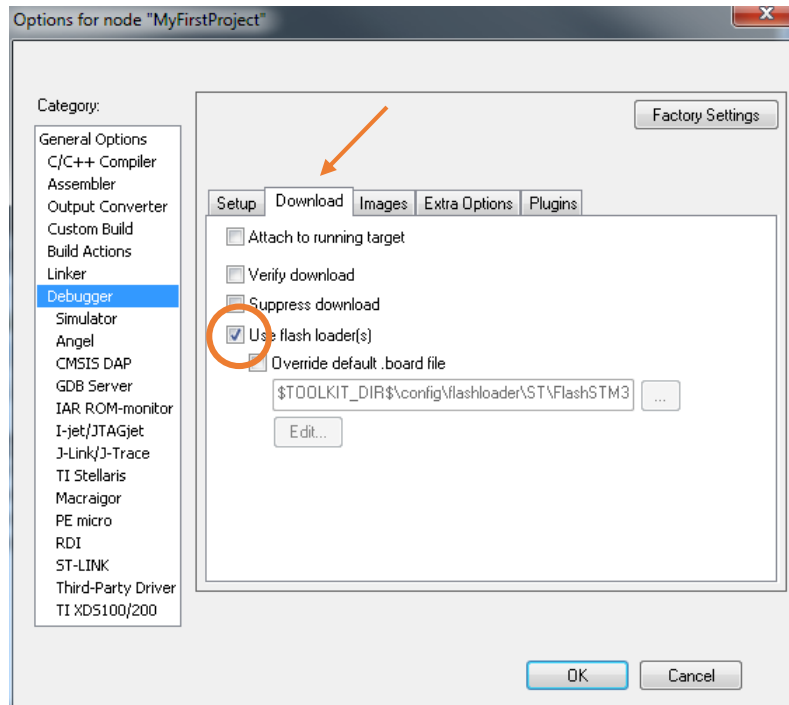 Options for node "MyFirstProject"
Category:
Factory Settings
General Options
C/C++ Compiler
Assembler
Output Converter
Custom Build
Build Actions
Linker
Debugger
Simulator
Angel
CMSIS DAP
GDB Server
IAR ROM-monitor
I-jet/JTAGjet
J-Link/J-Trace
TI Stellaris
Macraigor
PE micro
RDI
ST-LINK
Third-Party Driver
TI XDS100/200
Setup Download Images Extra Options Plugins
Attach to running target
Verify download
Suppress download
Use flash loader(s)
Override default .board file
$TOOLKIT_DIR$\config\flashloader\ST\FlashSTM3 ...
Edit...
OK Cancel